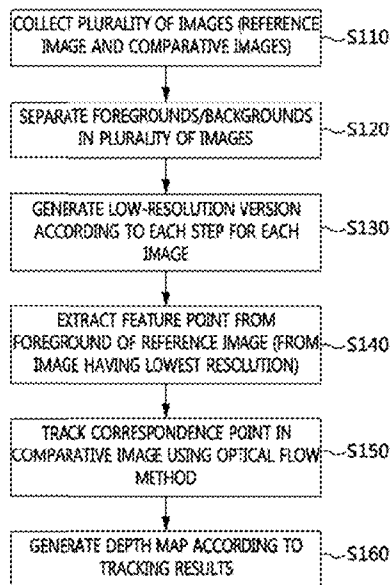 COLLECT PLURALITY OF IMAGES (REFERENCE
IMAGE AND COMPARATIVE IMAGES)
S110
SEPARATE FOREGROUNDS/BACKGROUNDS
IN PLURALITY OF IMAGES
S120
GENERATE LOW-RESOLUTION VERSION
ACCORDING TO EACH STEP FOR EACH
IMAGE
S130
EXTRACT FEATURE POINT FROM
FOREGROUND OF REFERENCE IMAGE (FROM
IMAGE HAVING LOWEST RESOLUTION)
S140
TRACK CORRESPONDENCE POINT IN
COMPARATIVE IMAGE USING OPTICAL FLOW
METHOD
S150
GENERATE DEPTH MAP ACCORDING TO
TRACKING RESULTS
S160